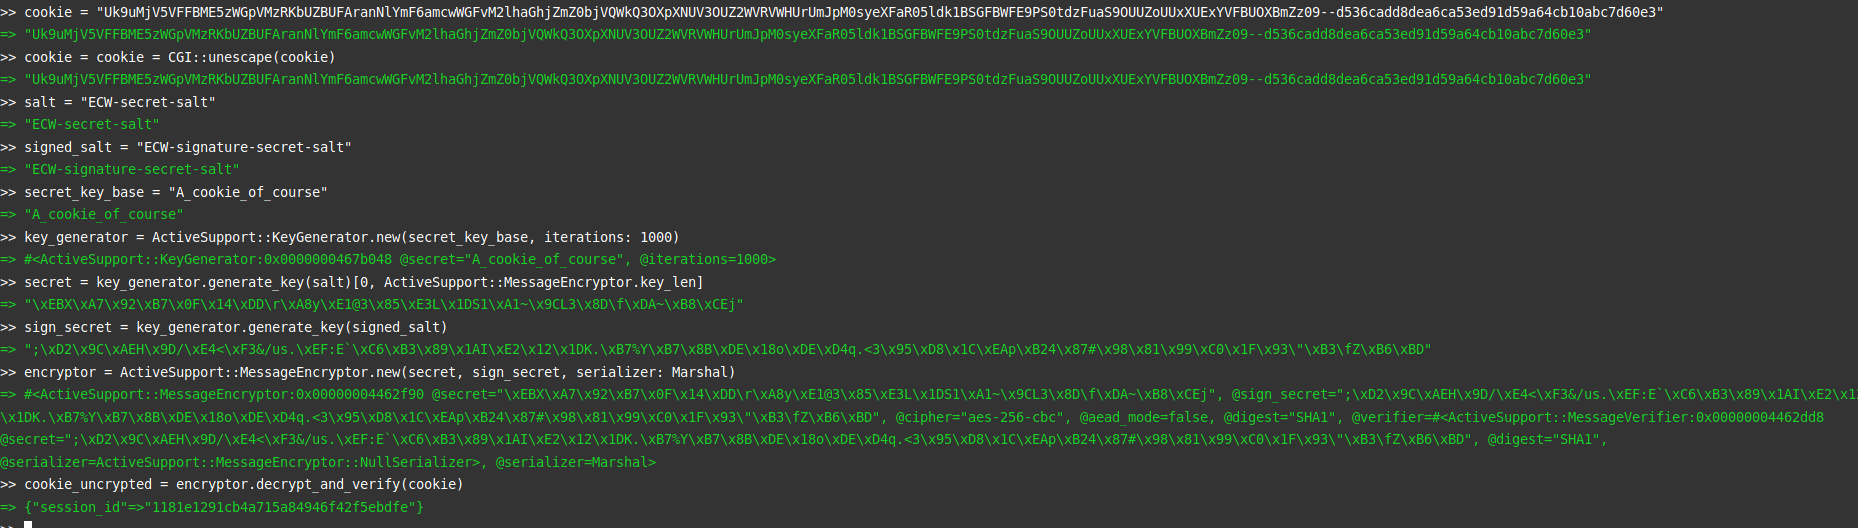 >> cookie = "Uk9uMjV5VFFBME5zWGpVMzRKbUZBUFAranNlYmF6amcwWGFvM2lhaGhjZmZ0bjVQWkQ3OXpXNUV3OUZ2WVRVWHUrUmJpM0syeXFaR05ldk1BSGFBWFE9PS0tdzFuaS9OUUZoUUxXUExYVFBUOXBmZz09--d536cadd8dea6ca53ed91d59a64cb10abc7d60e3"
=> "Uk9uMjV5VFFBME5zWGpVMzRKbUZBUFAranNlYmF6amcwWGFvM2lhaGhjZmZ0bjVQWkQ3OXpXNUV3OUZ2WVRVWHUrUmJpM0syeXFaR05ldk1BSGFBWFE9PS0tdzFuaS9OUUZoUUxXUExYVFBUOXBmZz09--d536cadd8dea6ca53ed91d59a64cb10abc7d60e3"
>> cookie = cookie = CGI::unescape(cookie)
=> "Uk9uMjV5VFFBME5zWGpVMzRKbUZBUFAranNlYmF6amcwWGFvM2lhaGhjZmZ0bjVQWkQ3OXpXNUV3OUZ2WVRVWHUrUmJpM0syeXFaR05ldk1BSGFBWFE9PS0tdzFuaS9OUUZoUUxXUExYVFBUOXBmZz09--d536cadd8dea6ca53ed91d59a64cb10abc7d60e3"
>> salt = "ECW-secret-salt"
=> "ECW-secret-salt"
>> signed_salt = "ECW-signature-secret-salt"
=> "ECW-signature-secret-salt"
>> secret_key_base = "A_cookie_of_course"
=> "A_cookie_of_course"
>> key_generator = ActiveSupport::KeyGenerator.new(secret_key_base, iterations: 1000)
=> #<ActiveSupport::KeyGenerator:0x0000000467b048 @secret="A_cookie_of_course", @iterations=1000>
>> secret = key_generator.generate_key(salt)[0, ActiveSupport::MessageEncryptor.key_len]
=> "\xEBX\xA7\x92\xB7\x0F\x14\xDD\r\xA8y\xE1@3\x85\xE3L\x1DS1\xA1~\x9CL3\x8D\f\xDA~\xB8\xCEj"
>> sign_secret = key_generator.generate_key(signed_salt)
=> ";\xD2\x9C\xAEH\x9D/\xE4<\xF3&/us.\xEF:E`\xC6\xB3\x89\x1AI\xE2\x12\x1DK.\xB7%Y\xB7\x8B\xDE\x18o\xDE\xD4q.<3\x95\xD8\x1C\xEAp\xB24\x87#\x98\x81\x99\xC0\x1F\x93\"\xB3\fZ\xB6\xBD"
>> encryptor = ActiveSupport::MessageEncryptor.new(secret, sign_secret, serializer: Marshal)
=> #<ActiveSupport::MessageEncryptor:0x00000004462f90 @secret="\xEBX\xA7\x92\xB7\x0F\x14\xDD\r\xA8y\xE1@3\x85\xE3L\x1DS1\xA1~\x9CL3\x8D\f\xDA~\xB8\xCEj", @sign_secret=";\xD2\x9C\xAEH\x9D/\xE4<\xF3&/us.\xEF:E`\xC6\xB3\x89\x1AI\xE2\x12
\x1DK.\xB7%Y\xB7\x8B\xDE\x18o\xDE\xD4q.<3\x95\xD8\x1C\xEAp\xB24\x87#\x98\x81\x99\xC0\x1F\x93\"\xB3\fZ\xB6\xBD", @cipher="aes-256-cbc", @aead_mode=false, @digest="SHA1", @verifier=#<ActiveSupport::MessageVerifier:0x00000004462dd8
@secret=";\xD2\x9C\xAEH\x9D/\xE4<\xF3&/us.\xEF:E`\xC6\xB3\x89\x1AI\xE2\x12\x1DK.\xB7%Y\xB7\x8B\xDE\x18o\xDE\xD4q.<3\x95\xD8\x1C\xEAp\xB24\x87#\x98\x81\x99\xC0\x1F\x93\"\xB3\fZ\xB6\xBD", @digest="SHA1",
@serializer=ActiveSupport::MessageEncryptor::NullSerializer>, @serializer=Marshal>
>> cookie_uncrypted = encryptor.decrypt_and_verify(cookie)
=> {"session_id"=>"1181e1291cb4a715a84946f42f5ebdfe"}
>>